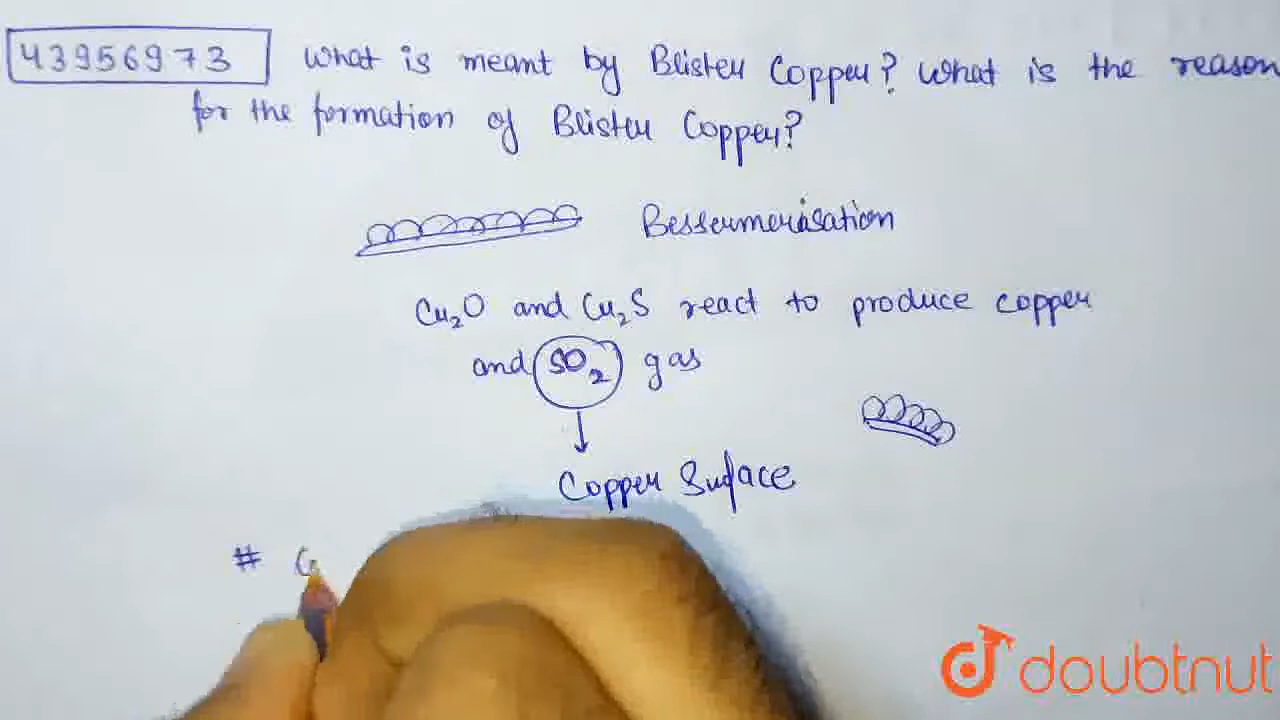 43956973 What is meant by Blister Copper? What is the reason
for the formation of Blister Copper?
Bessermerisation
Cu₂O and Cu₂S react to produce copper
and SO₂ gas
Copper Surface
# C
doubtnut